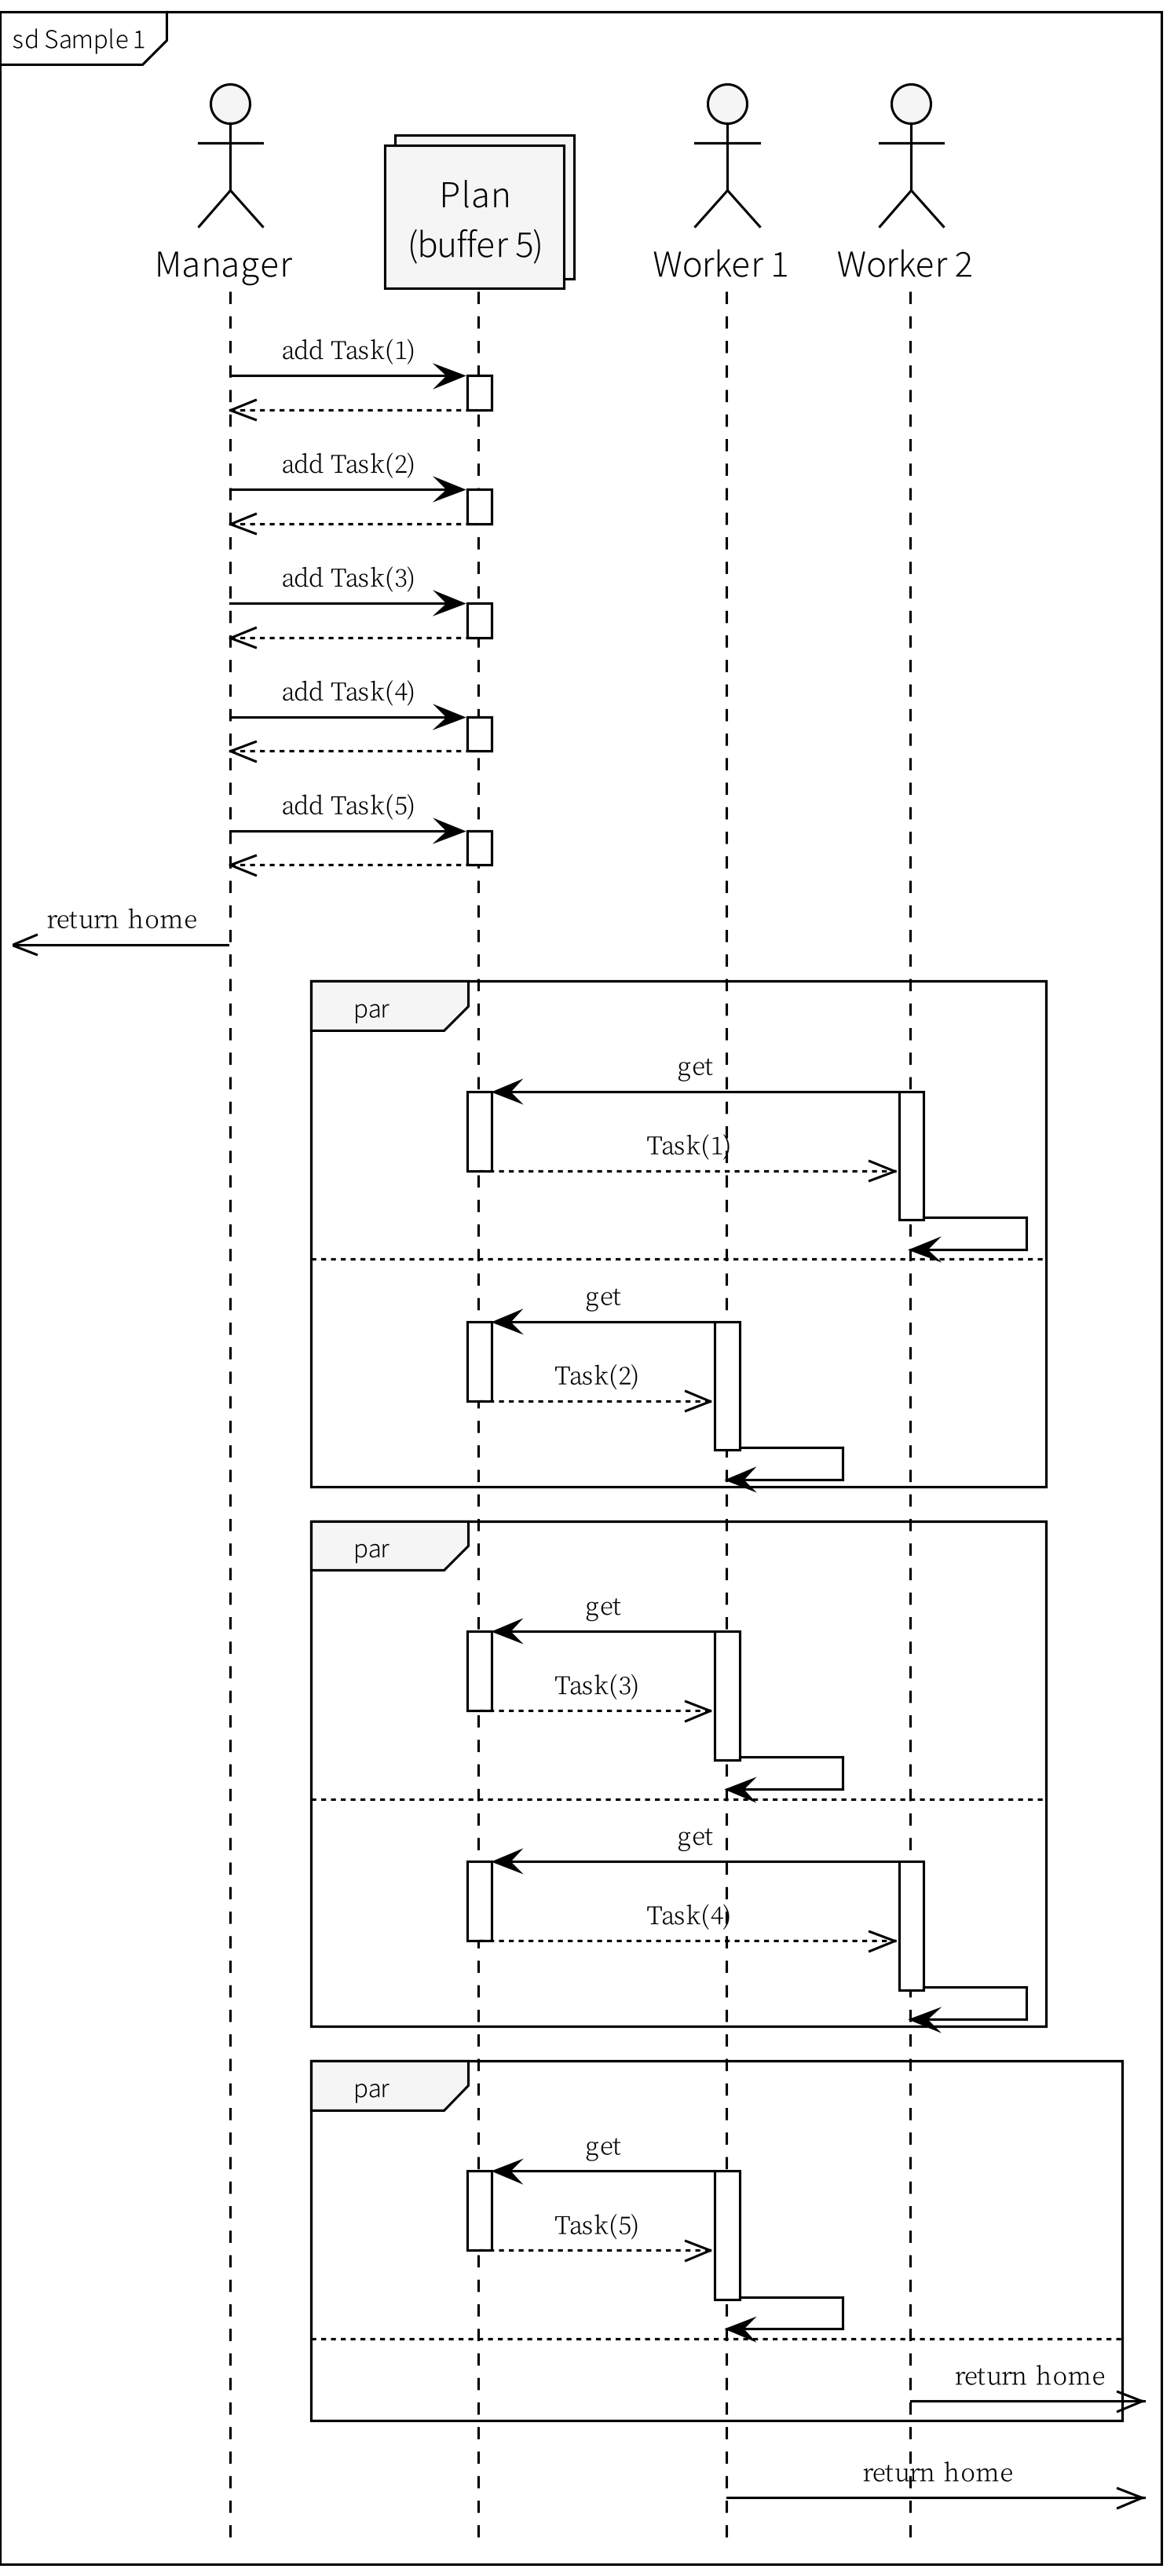 sd Sample 1
Plan
(buffer 5)
Manager
Worker 1
Worker 2
add Task(1)
add Task(2)
add Task(3)
add Task(4)
add Task(5)
return home
par
get
Task(1)
get
Task(2)
par
get
Task(3)
get
Task(4)
par
get
Task(5)
return home
return home